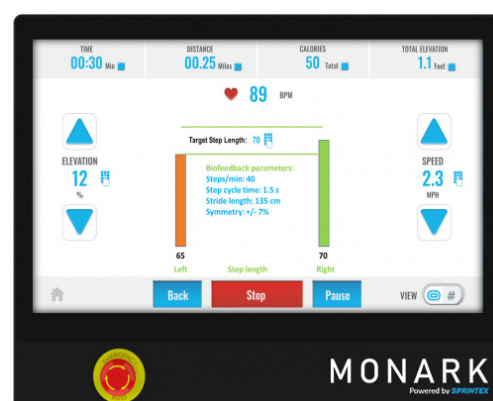 TIME
00:30 Min
DISTANCE
00.25 Miles
CALORIES
50 Total
TOTAL ELEVATION
1.1 Feet
89 BPM
Target Step Length: 70
ELEVATION
12
%
Biofeedback parameters:
Steps/min: 40
Step cycle time: 1.5 s
Stride length: 135 cm
Symmetry: +/- 7%
SPEED
2.3
MPH
65
70
Left
Step length
Right
Back
Stop
Pause
VIEW
#
EMERGENCY
MONARK
Powered by SPRINTEX